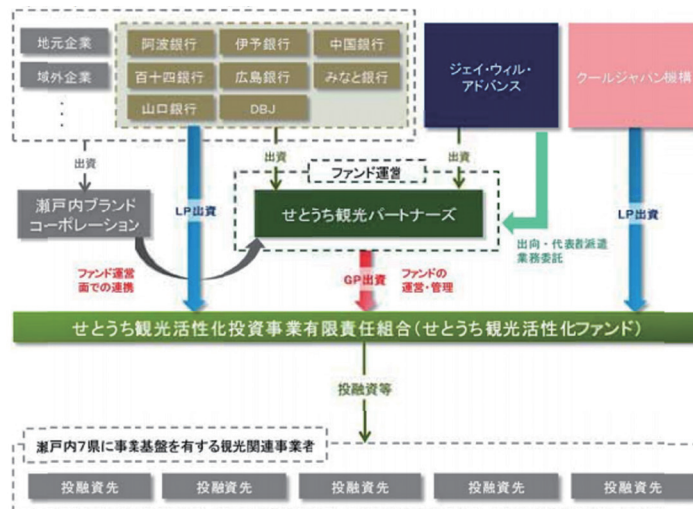 地元企業
域外企業
：
阿波銀行
伊予銀行
中国銀行
百十四銀行
広島銀行
みなと銀行
山口銀行
DBJ
ジェイ・ウィル・
アドバンス
クールジャパン機構
出資
出資
出資
ファンド運営
瀬戸内ブランド
コーポレーション
LP出資
せとうち観光パートナーズ
LP出資
出向・代表者派遣
業務委託
ファンド運営
面での連携
GP出資
ファンドの
運営・管理
せとうち観光活性化投資事業有限責任組合(せとうち観光活性化ファンド)
投融資等
瀬戸内7県に事業基盤を有する観光関連事業者
投融資先
投融資先
投融資先
投融資先
投融資先